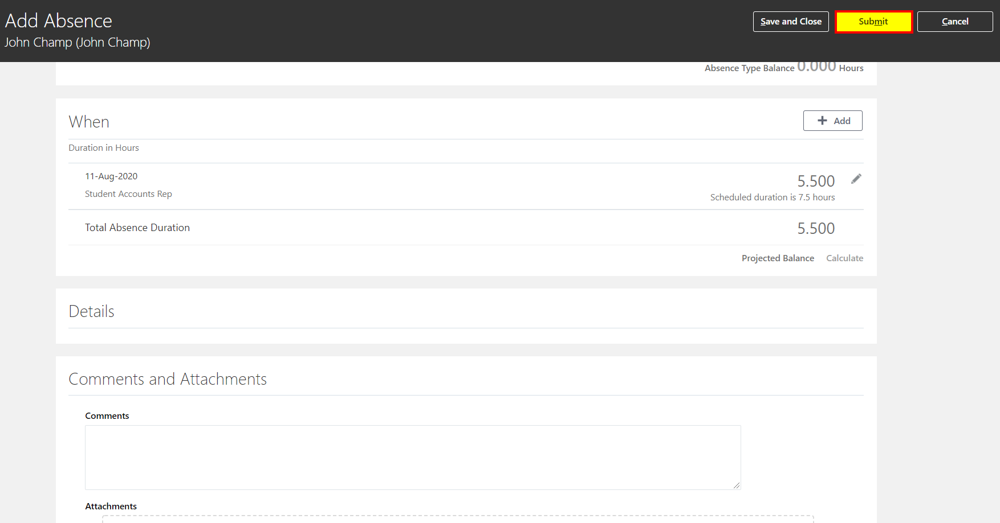 Add Absence
John Champ (John Champ)
Save and Close
Submit
Cancel
Absence Type Balance 0.000 Hours
When
Add
Duration in Hours
11-Aug-2020
5.500
Student Accounts Rep
Scheduled duration is 7.5 hours
Total Absence Duration
5.500
Projected Balance Calculate
Details
Comments and Attachments
Comments
Attachments